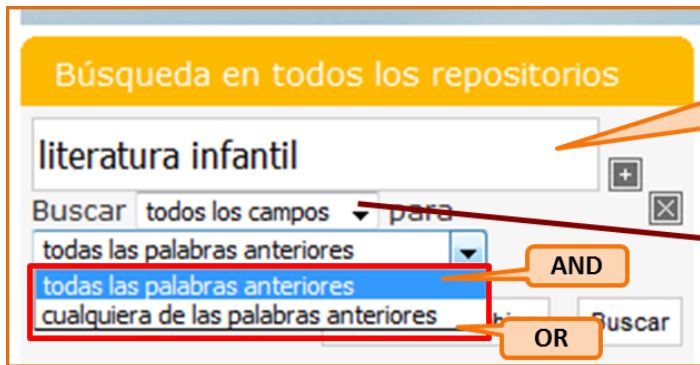 Búsqueda en todos los repositorios
literatura infantil
Buscar todos los campos para
todas las palabras anteriores
AND
todas las palabras anteriores
cualquiera de las palabras anteriores
Buscar
OR